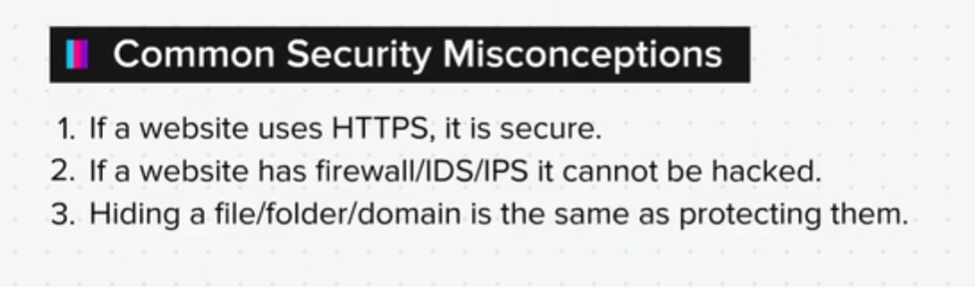 Common Security Misconceptions
1. If a website uses HTTPS, it is secure.
2. If a website has firewall/IDS/IPS it cannot be hacked.
3. Hiding a file/folder/domain is the same as protecting them.